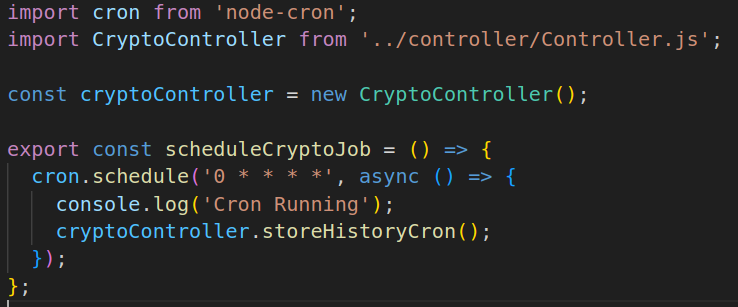 import cron from 'node-cron';
import CryptoController from '../controller/Controller.js';
const cryptoController = new CryptoController();
export const scheduleCryptoJob = () => {
cron.schedule('0 * * * *', async () => {
console.log('Cron Running');
cryptoController.storeHistoryCron();
});
};